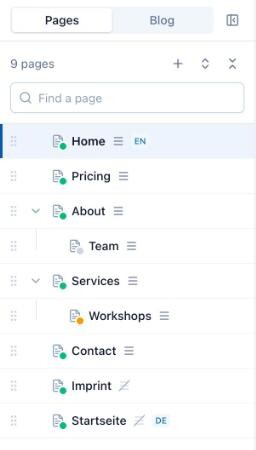 Pages Blog
9 pages
Find a page
Home EN
Pricing
About
Team
Services
Workshops
Contact
Imprint
Startseite DE